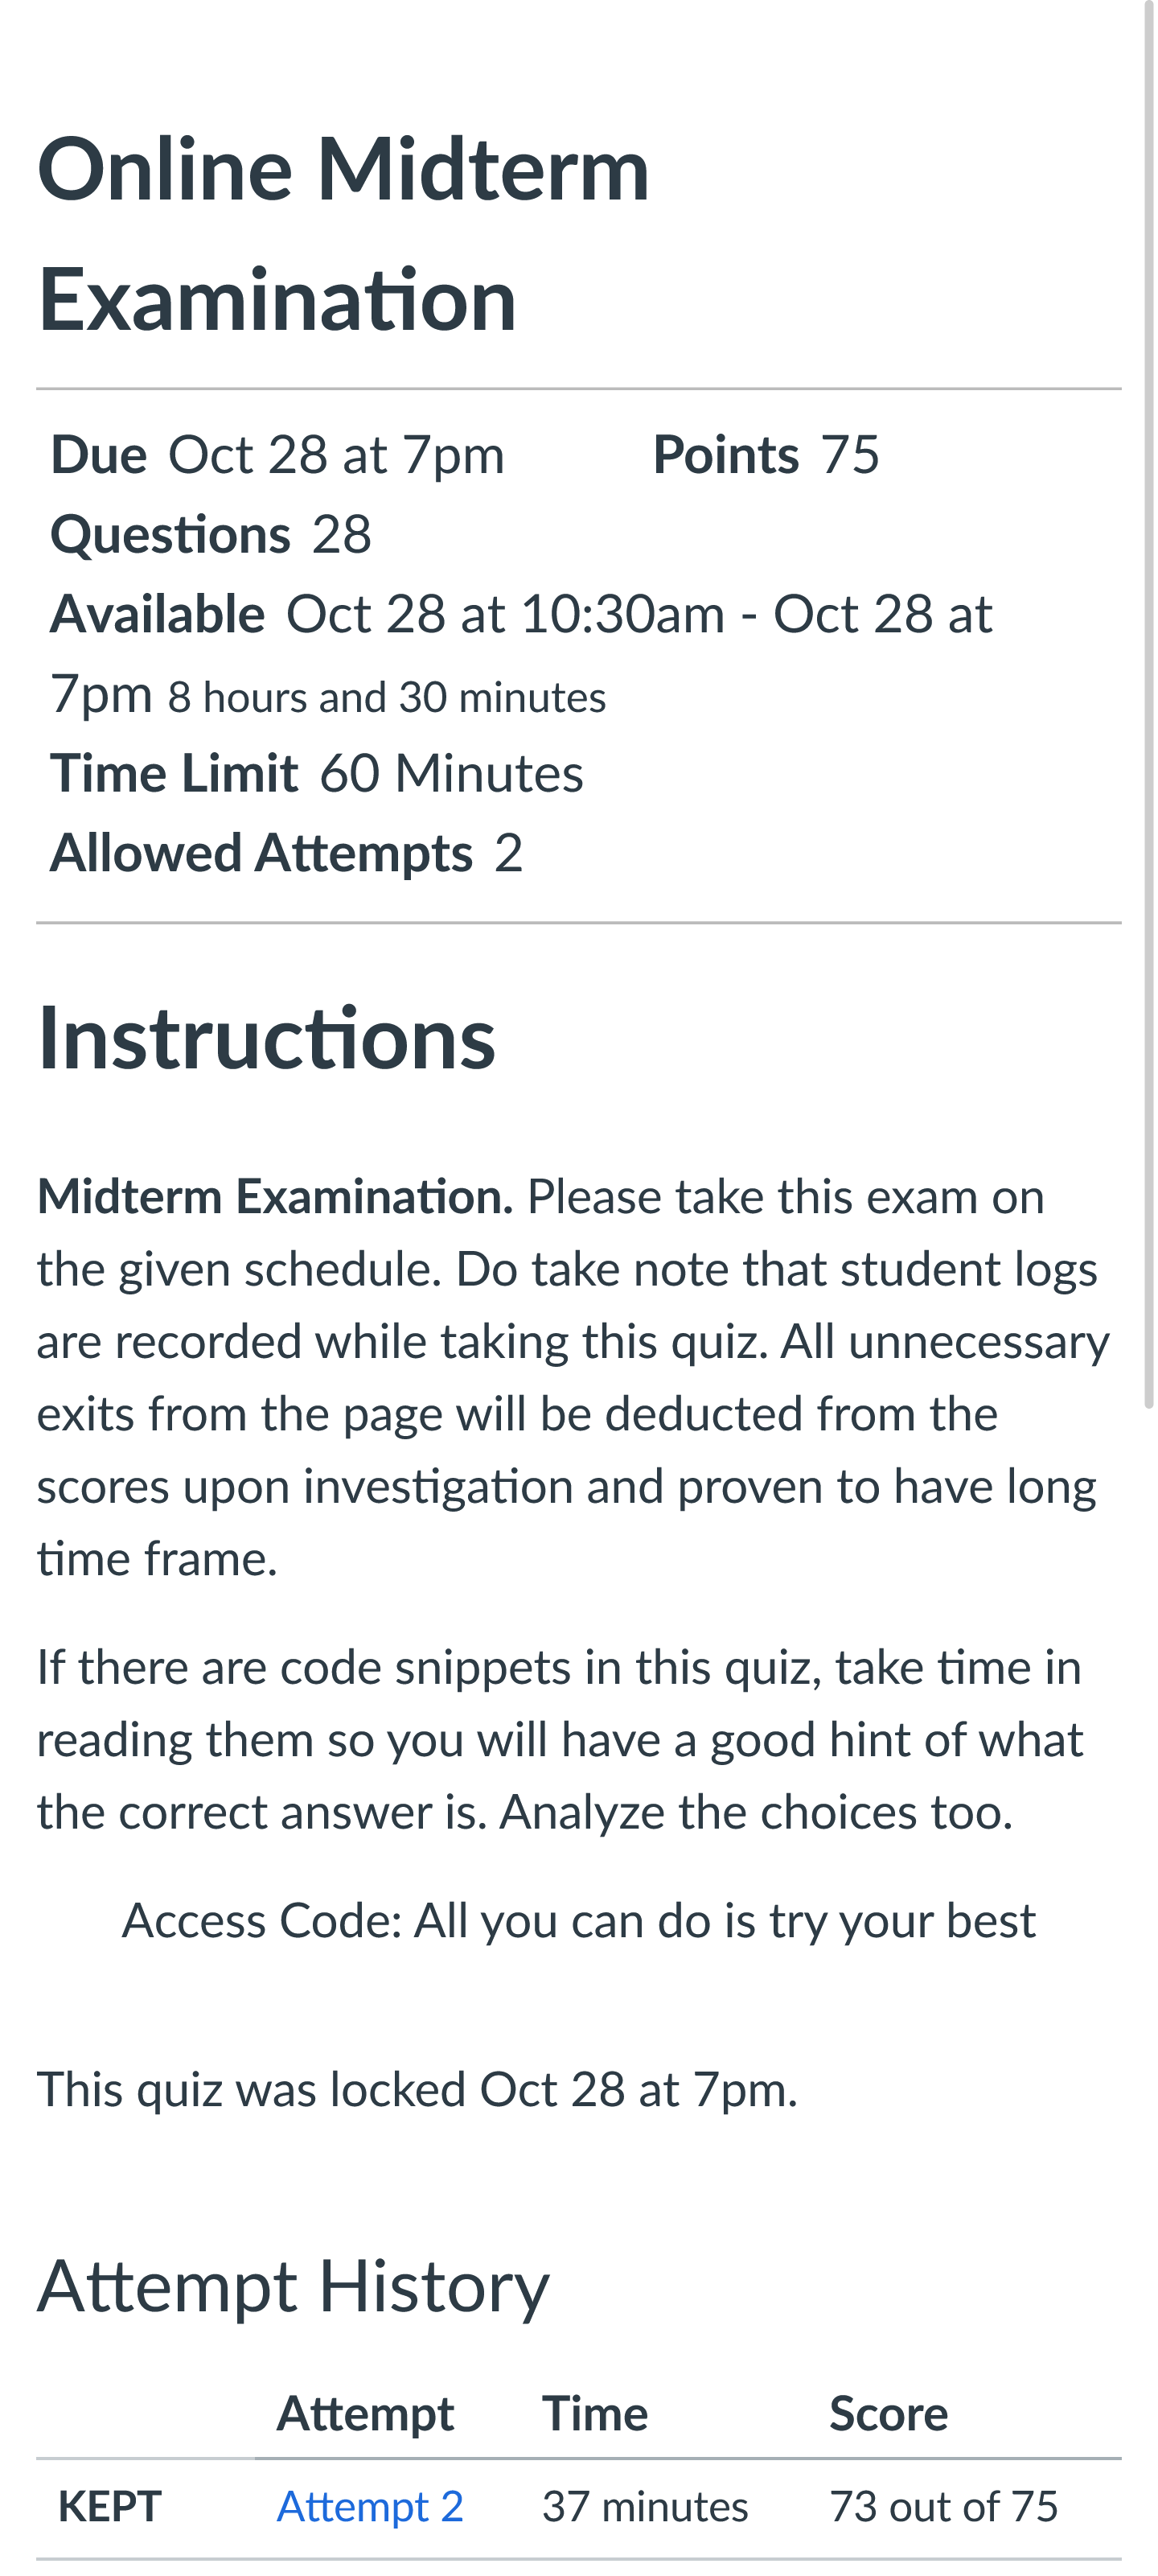 Online Midterm
Examination
Due Oct 28 at 7pm Points 75
Questions 28
Available Oct 28 at 10:30am - Oct 28 at
7pm 8 hours and 30 minutes
Time Limit 60 Minutes
Allowed Attempts 2
Instructions
Midterm Examination. Please take this exam on
the given schedule. Do take note that student logs
are recorded while taking this quiz. All unnecessary
exits from the page will be deducted from the
scores upon investigation and proven to have long
time frame.
If there are code snippets in this quiz, take time in
reading them so you will have a good hint of what
the correct answer is. Analyze the choices too.
Access Code: All you can do is try your best
This quiz was locked Oct 28 at 7pm.
Attempt History
Attempt Time Score
KEPT Attempt 2 37 minutes 73 out of 75